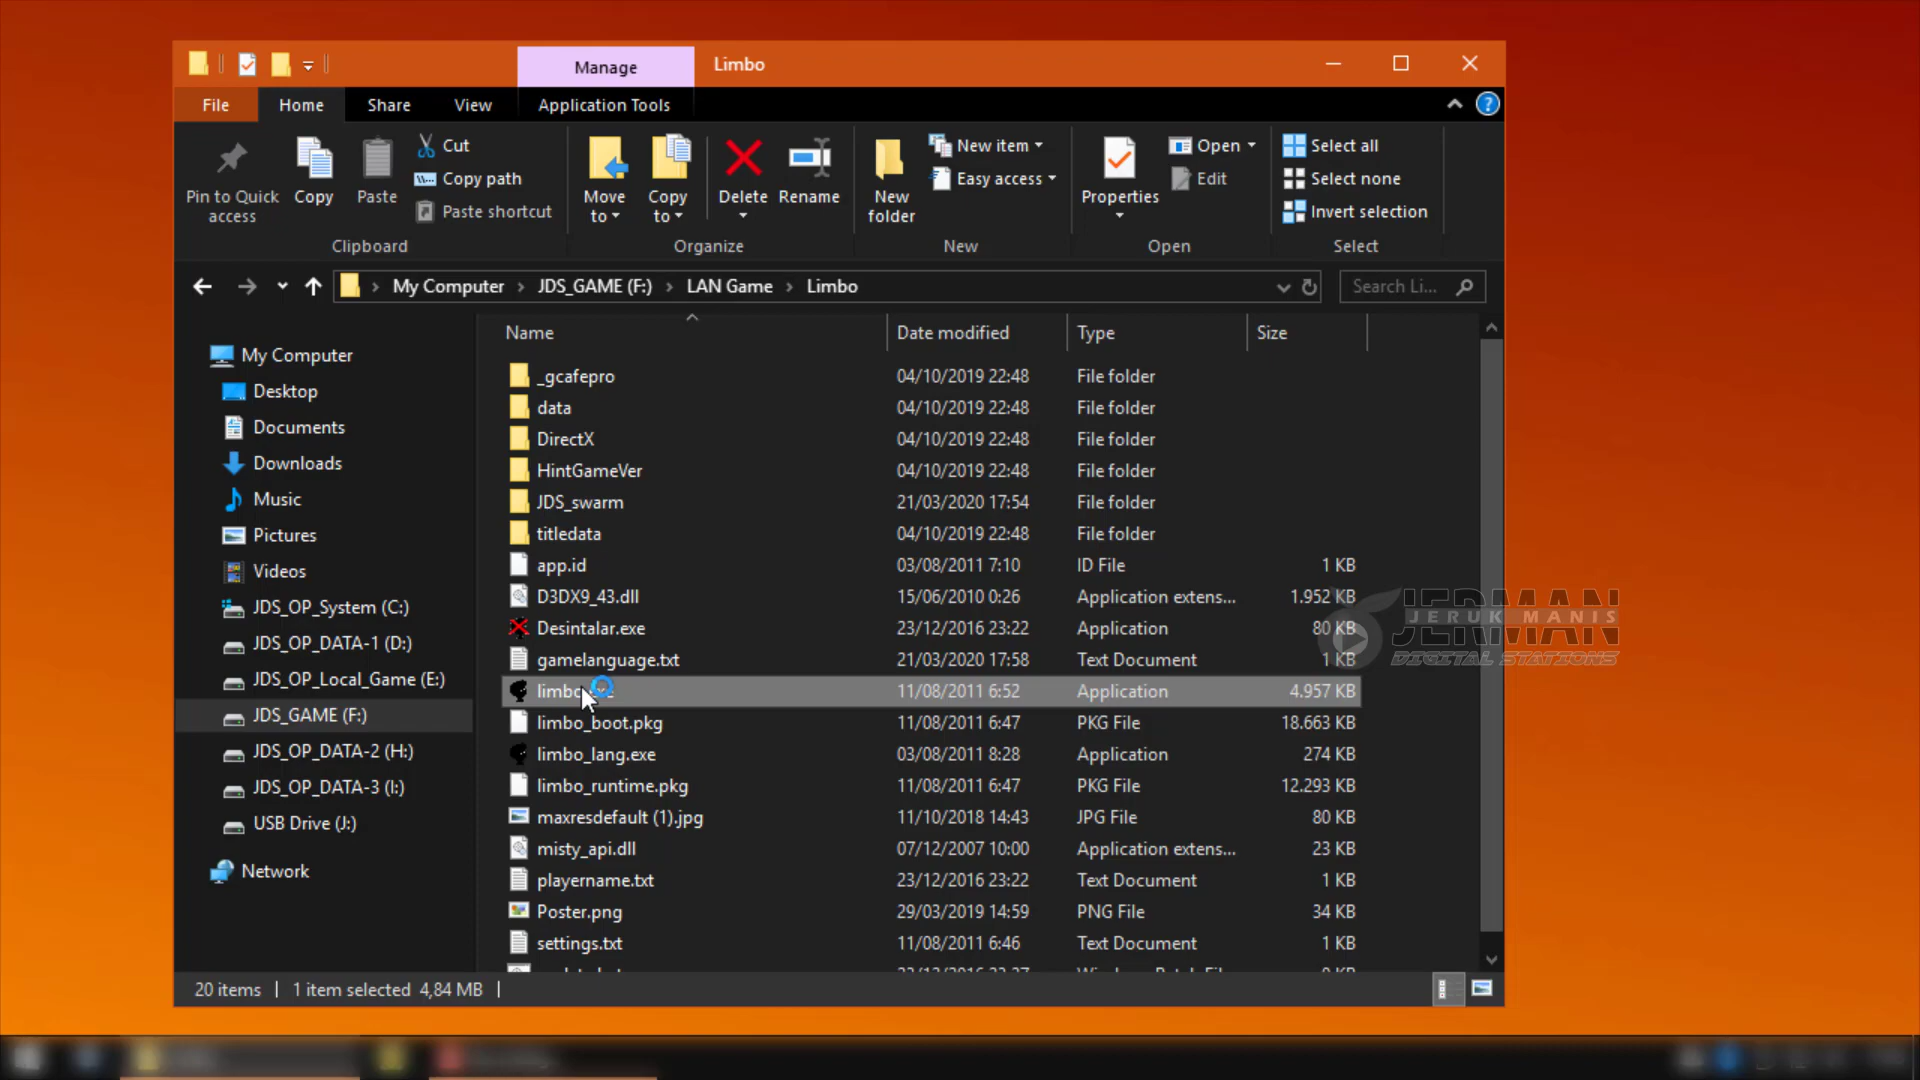 Manage
Limbo
File
Home
Share
View
Application Tools
Pin to Quick access
Copy
Paste
Cut
Copy path
Paste shortcut
Clipboard
Move to
Copy to
Delete
Rename
Organize
New folder
New item
Easy access
New
Properties
Open
Edit
Open
Select all
Select none
Invert selection
Select
My Computer
JDS_GAME (F:)
LAN Game
Limbo
Search Li...
Name
Date modified
Type
Size
My Computer
Desktop
Documents
Downloads
Music
Pictures
Videos
JDS_OP_System (C:)
JDS_OP_DATA-1 (D:)
JDS_OP_Local_Game (E:)
JDS_GAME (F:)
JDS_OP_DATA-2 (H:)
JDS_OP_DATA-3 (I:)
USB Drive (J:)
Network
_gcafepro 04/10/2019 22:48 File folder
data 04/10/2019 22:48 File folder
DirectX 04/10/2019 22:48 File folder
HintGameVer 04/10/2019 22:48 File folder
JDS_swarm 21/03/2020 17:54 File folder
titledata 04/10/2019 22:48 File folder
app.id 03/08/2011 7:10 ID File 1 KB
D3DX9_43.dll 15/06/2010 0:26 Application extens... 1.952 KB
Desintalar.exe 23/12/2016 23:22 Application 80 KB
gamelanguage.txt 21/03/2020 17:58 Text Document 1 KB
11/08/2011 6:52 Application 4.957 KB
limbo_boot.pkg 11/08/2011 6:47 PKG File 18.663 KB
limbo_lang.exe 03/08/2011 8:28 Application 274 KB
limbo_runtime.pkg 11/08/2011 6:47 PKG File 12.293 KB
maxresdefault (1).jpg 11/10/2018 14:43 JPG File 80 KB
misty_api.dll 07/12/2007 10:00 Application extens... 23 KB
playername.txt 23/12/2016 23:22 Text Document 1 KB
Poster.png 29/03/2019 14:59 PNG File 34 KB
settings.txt 11/08/2011 6:46 Text Document 1 KB
JERMAN
JERUK MANIS
DIGITAL STATIONS
20 items
1 item selected 4,84 MB